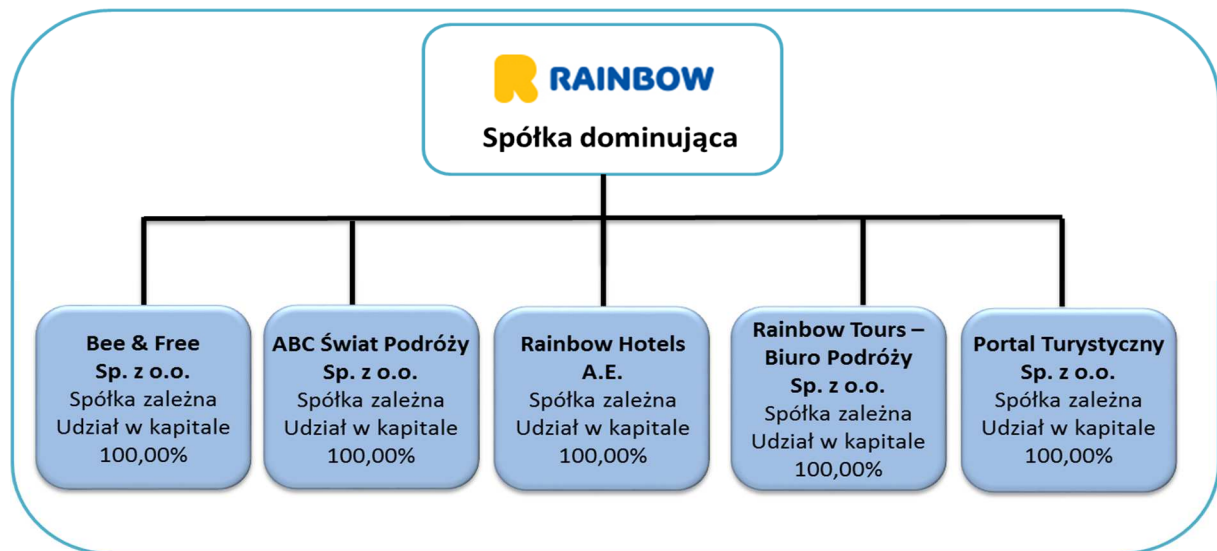 RAINBOW
Spółka dominująca
Bee & Free
Sp. z o.o.
Spółka zależna
Udział w kapitale
100,00%
ABC Świat Podróży
Sp. z o.o.
Spółka zależna
Udział w kapitale
100,00%
Rainbow Hotels
A.E.
Spółka zależna
Udział w kapitale
100,00%
Rainbow Tours –
Biuro Podróży
Sp. z o.o.
Spółka zależna
Udział w kapitale
100,00%
Portal Turystyczny
Sp. z o.o.
Spółka zależna
Udział w kapitale
100,00%